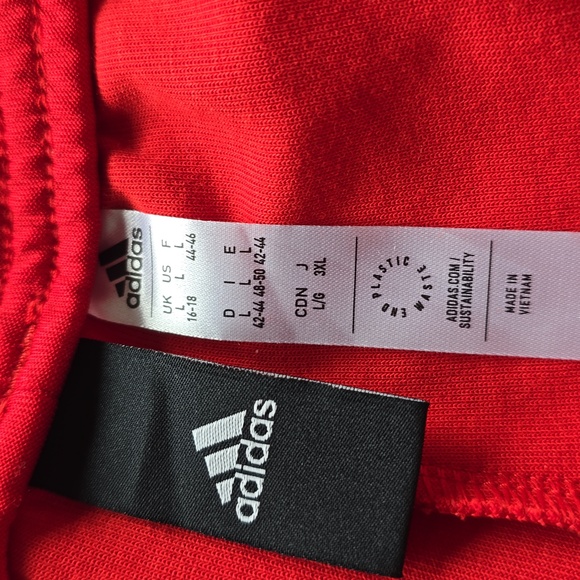 adidas
UK US F
L L L
16-18 44-46
D I E
L L L
42-44 48-50 42-44
CDN J
L/G 3XL
END PLASTIC WASTE
ADIDAS.COM/
SUSTAINABILITY
MADE IN
VIETNAM
adidas